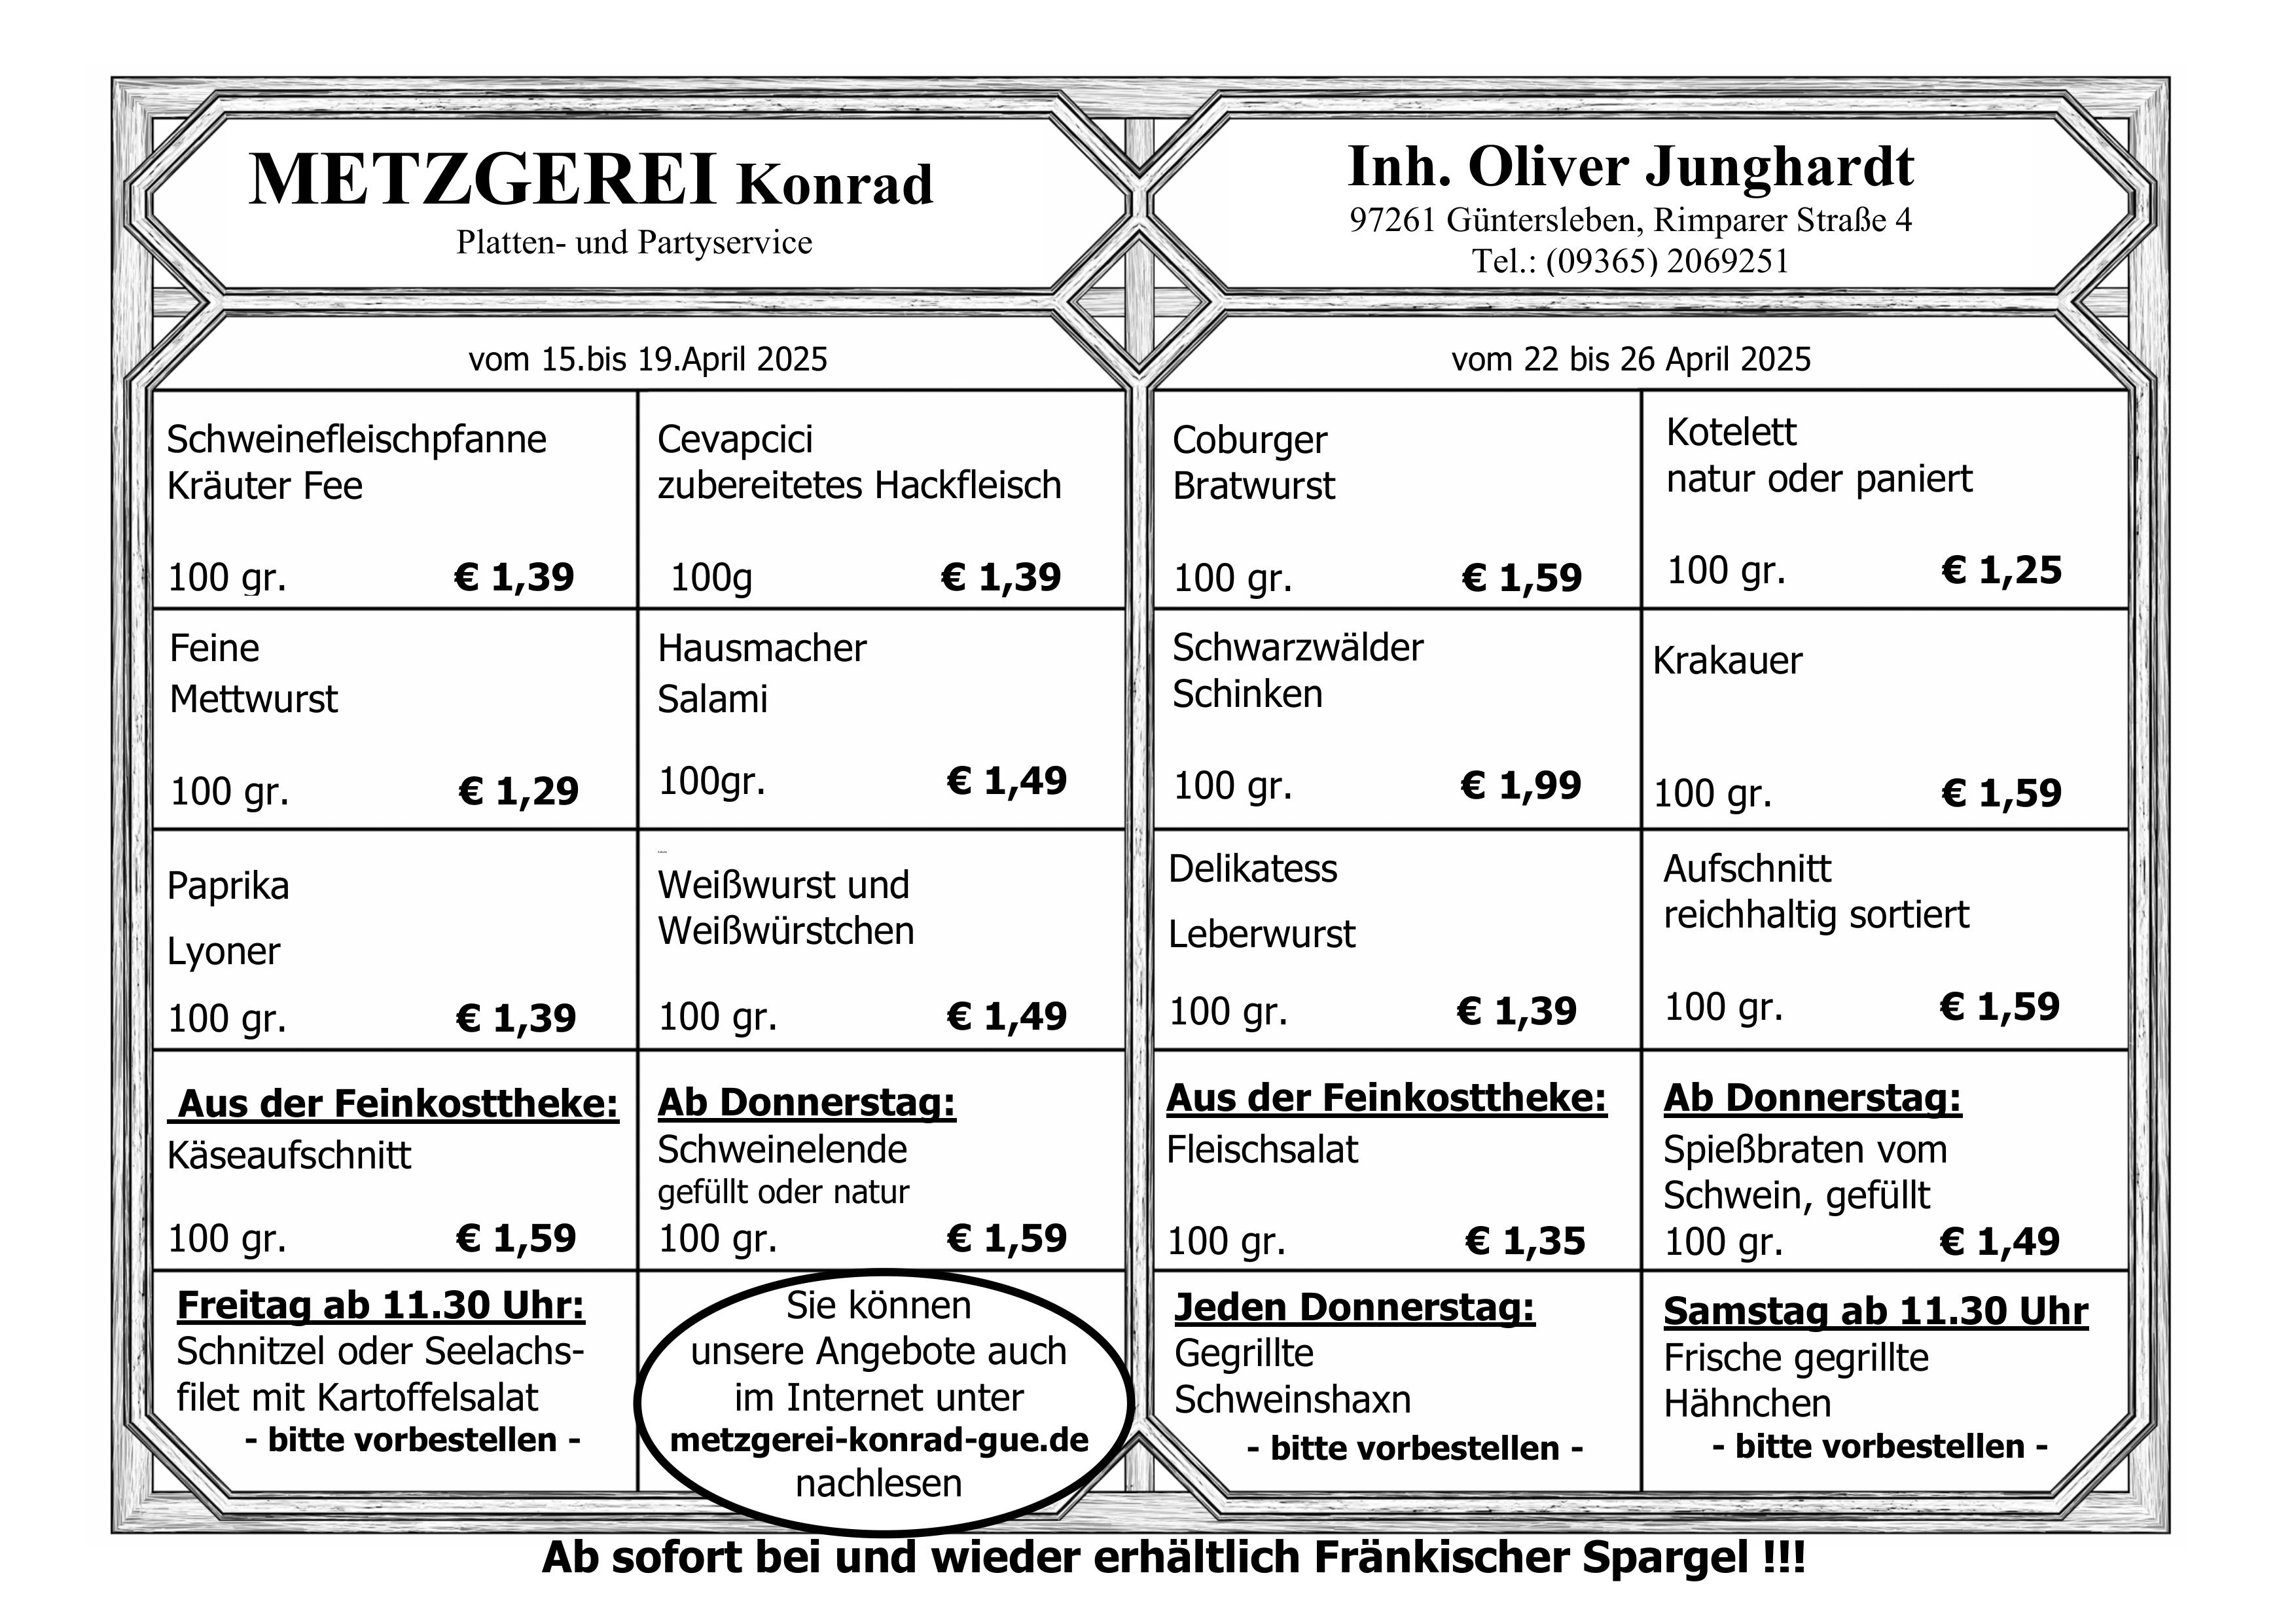 METZGEREI Konrad
Platten- und Partyservice
Inh. Oliver Junghardt
97261 Güntersleben, Rimparer Straße 4
Tel.: (09365) 2069251
vom 15.bis 19.April 2025
Schweinefleischpfanne
Kräuter Fee
100 gr. € 1,39
Cevapcici
zubereitetes Hackfleisch
100g € 1,39
Feine
Mettwurst
100 gr. € 1,29
Hausmacher
Salami
100gr. € 1,49
Paprika
Lyoner
100 gr. € 1,39
Weißwurst und
Weißwürstchen
100 gr. € 1,49
Aus der Feinkosttheke:
Käseaufschnitt
100 gr. € 1,59
Ab Donnerstag:
Schweinelende
gefüllt oder natur
100 gr. € 1,59
Freitag ab 11.30 Uhr:
Schnitzel oder Seelachs-
filet mit Kartoffelsalat
- bitte vorbestellen -
Sie können
unsere Angebote auch
im Internet unter
metzgerei-konrad-gue.de
nachlesen
vom 22 bis 26 April 2025
Coburger
Bratwurst
100 gr. € 1,59
Kotelett
natur oder paniert
100 gr. € 1,25
Schwarzwälder
Schinken
100 gr. € 1,99
Krakauer
100 gr. € 1,59
Delikatess
Leberwurst
100 gr. € 1,39
Aufschnitt
reichhaltig sortiert
100 gr. € 1,59
Aus der Feinkosttheke:
Fleischsalat
100 gr. € 1,35
Ab Donnerstag:
Spießbraten vom
Schwein, gefüllt
100 gr. € 1,49
Jeden Donnerstag:
Gegrillte
Schweinshaxn
- bitte vorbestellen -
Samstag ab 11.30 Uhr
Frische gegrillte
Hähnchen
- bitte vorbestellen -
Ab sofort bei und wieder erhältlich Fränkischer Spargel !!!